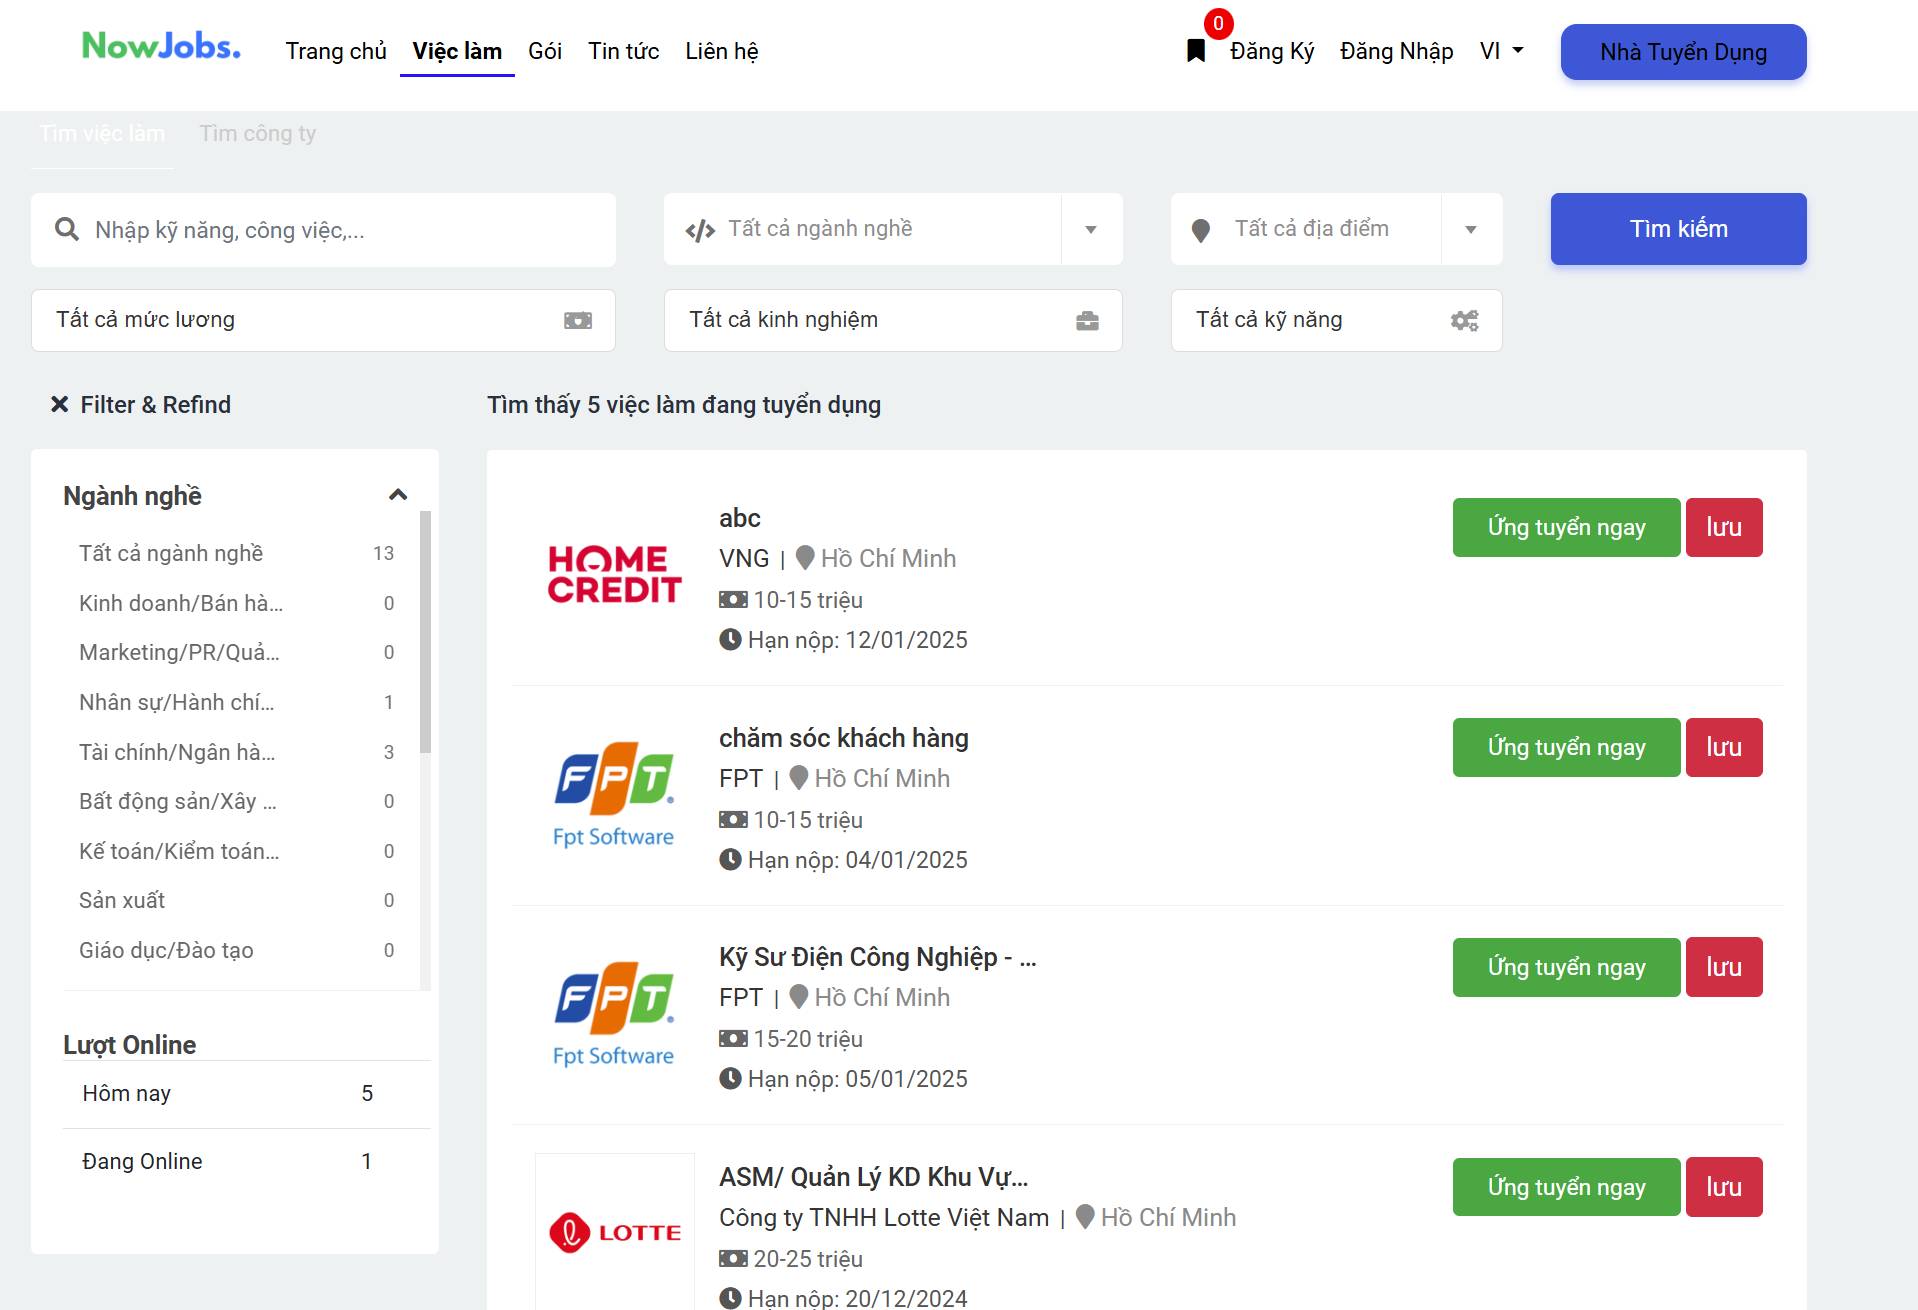 NowJobs.
Trang chủ
Việc làm
Gói
Tin tức
Liên hệ
0
Đăng Ký
Đăng Nhập
VI
Nhà Tuyển Dụng
Tìm việc làm
Tìm công ty
Nhập kỹ năng, công việc,...
Tất cả ngành nghề
Tất cả địa điểm
Tìm kiếm
Tất cả mức lương
Tất cả kinh nghiệm
Tất cả kỹ năng
Filter & Refind
Ngành nghề
Tất cả ngành nghề 13
Kinh doanh/Bán hà... 0
Marketing/PR/Quả... 0
Nhân sự/Hành chí... 1
Tài chính/Ngân hà... 3
Bất động sản/Xây ... 0
Kế toán/Kiểm toán... 0
Sản xuất 0
Giáo dục/Đào tạo 0
Lượt Online
Hôm nay 5
Đang Online 1
Tìm thấy 5 việc làm đang tuyển dụng
HOME
CREDIT
abc
VNG | Hồ Chí Minh
10-15 triệu
Hạn nộp: 12/01/2025
Ứng tuyển ngay
lưu
FPT
Fpt Software
chăm sóc khách hàng
FPT | Hồ Chí Minh
10-15 triệu
Hạn nộp: 04/01/2025
Ứng tuyển ngay
lưu
FPT
Fpt Software
Kỹ Sư Điện Công Nghiệp - ...
FPT | Hồ Chí Minh
15-20 triệu
Hạn nộp: 05/01/2025
Ứng tuyển ngay
lưu
LOTTE
ASM/ Quản Lý KD Khu Vự...
Công ty TNHH Lotte Việt Nam | Hồ Chí Minh
20-25 triệu
Hạn nộp: 20/12/2024
Ứng tuyển ngay
lưu